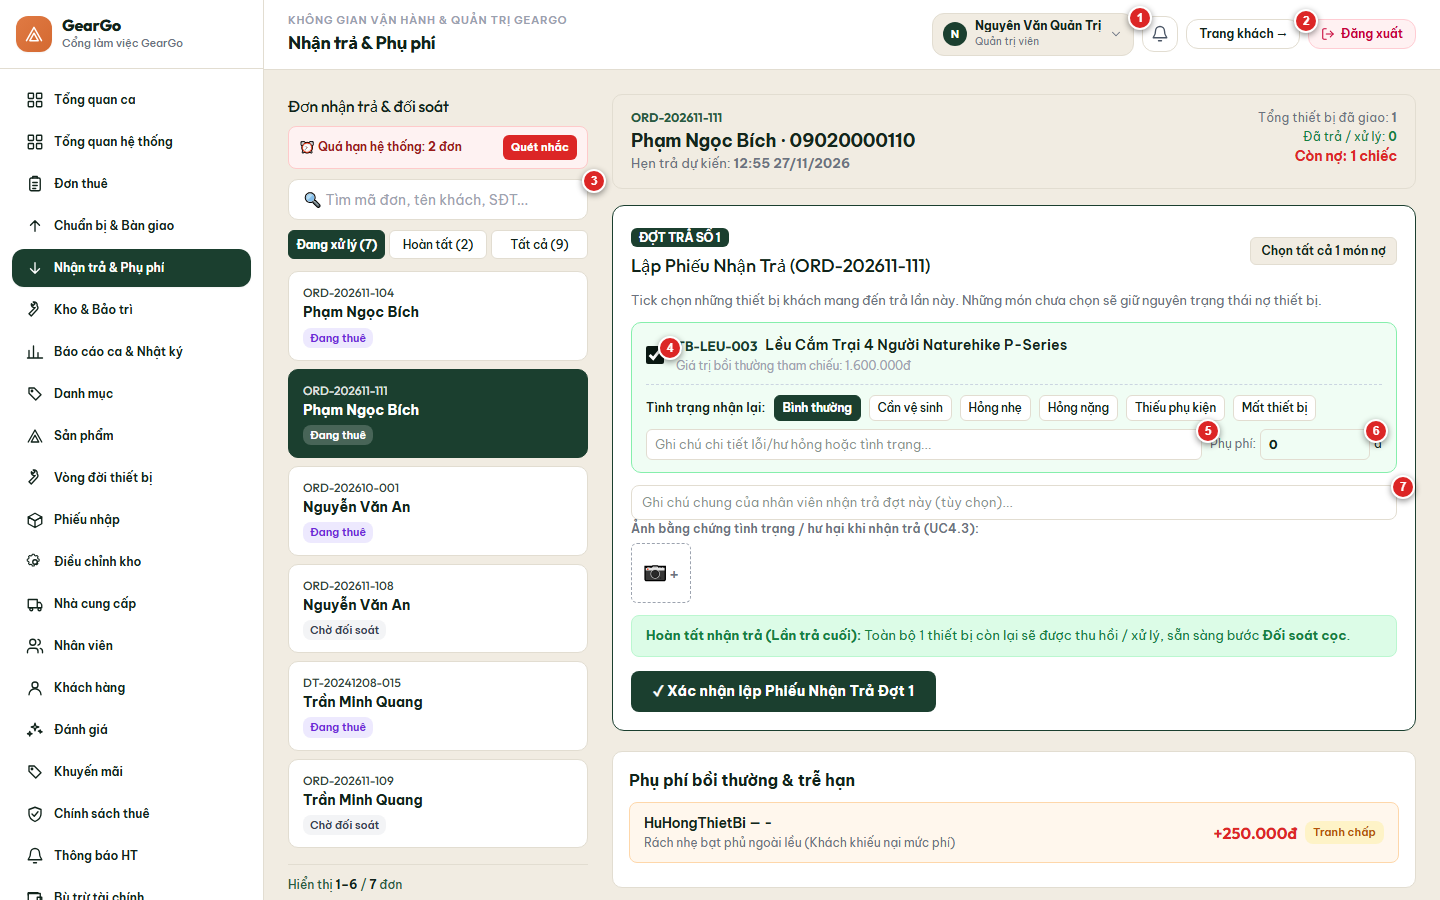 GearGo
Cổng làm việc GearGo
Tổng quan ca
Tổng quan hệ thống
Đơn thuê
Chuẩn bị & Bàn giao
Nhận trả & Phụ phí
Kho & Bảo trì
Báo cáo ca & Nhật ký
Danh mục
Sản phẩm
Vòng đời thiết bị
Phiếu nhập
Điều chỉnh kho
Nhà cung cấp
Nhân viên
Khách hàng
Đánh giá
Khuyến mãi
Chính sách thuê
Thông báo HT
Bù trừ tài chính
KHÔNG GIAN VẬN HÀNH & QUẢN TRỊ GEARGO
Nhận trả & Phụ phí
N
Nguyễn Văn Quản Trị
Quản trị viên
1
Trang khách →
2
Đăng xuất
Đơn nhận trả & đối soát
Quá hạn hệ thống: 2 đơn
Quét nhắc
3
Tìm mã đơn, tên khách, SĐT...
Đang xử lý (7)
Hoàn tất (2)
Tất cả (9)
ORD-202611-104
Phạm Ngọc Bích
Đang thuê
ORD-202611-111
Phạm Ngọc Bích
Đang thuê
ORD-202610-001
Nguyễn Văn An
Đang thuê
ORD-202611-108
Nguyễn Văn An
Chờ đối soát
DT-20241208-015
Trần Minh Quang
Đang thuê
ORD-202611-109
Trần Minh Quang
Chờ đối soát
Hiển thị 1–6 / 7 đơn
ORD-202611-111
Phạm Ngọc Bích · 09020000110
Hẹn trả dự kiến: 12:55 27/11/2026
Tổng thiết bị đã giao: 1
Đã trả / xử lý: 0
Còn nợ: 1 chiếc
ĐỢT TRẢ SỐ 1
Lập Phiếu Nhận Trả (ORD-202611-111)
Chọn tất cả 1 món nợ
Tick chọn những thiết bị khách mang đến trả lần này. Những món chưa chọn sẽ giữ nguyên trạng thái nợ thiết bị.
4
TB-LEU-003 Lều Cắm Trại 4 Người Naturehike P-Series
Giá trị bồi thường tham chiếu: 1.600.000đ
Tình trạng nhận lại:
Bình thường
Cần vệ sinh
Hỏng nhẹ
Hỏng nặng
Thiếu phụ kiện
Mất thiết bị
Ghi chú chi tiết lỗi/hư hỏng hoặc tình trạng...
5
Phụ phí:
0
6
đ
7
Ghi chú chung của nhân viên nhận trả đợt này (tùy chọn)...
Ảnh bằng chứng tình trạng / hư hại khi nhận trả (UC4.3):
+
Hoàn tất nhận trả (Lần trả cuối): Toàn bộ 1 thiết bị còn lại sẽ được thu hồi / xử lý, sẵn sàng bước Đối soát cọc.
✓ Xác nhận lập Phiếu Nhận Trả Đợt 1
Phụ phí bồi thường & trễ hạn
HuHongThietBi — -
Rách nhẹ bạt phủ ngoài lều (Khách khiếu nại mức phí)
+250.000đ
Tranh chấp